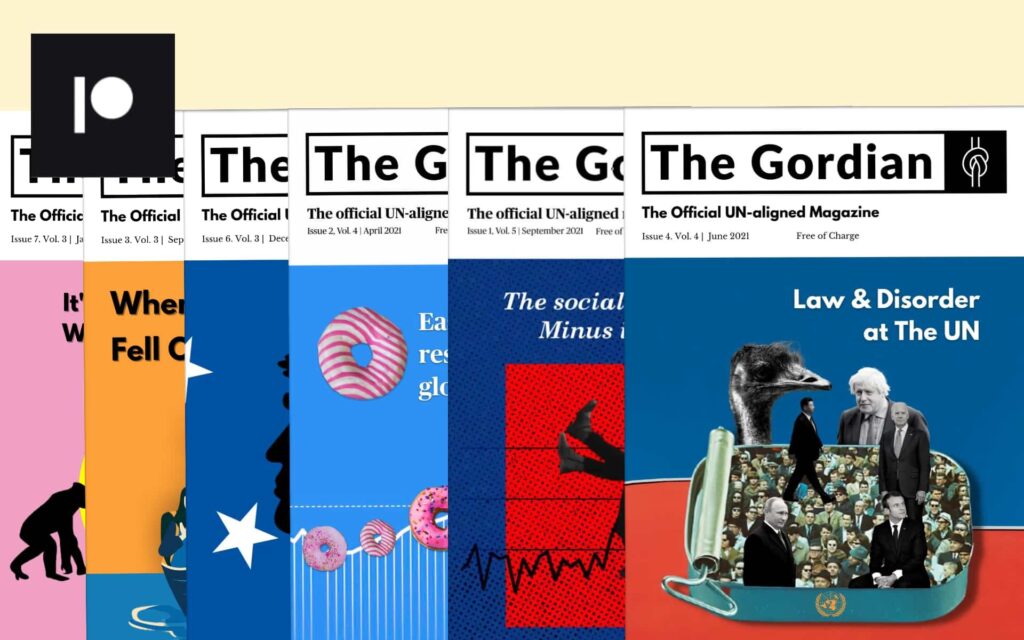 The Officia
Issue 7. Vol. 3 | Ja
It'
W
The Official
Issue 3. Vol. 3 | Sep
When
Fell
The
The Official
Issue 6. Vol. 3 | Dece
The G
The official UN-aligned
Issue 2, Vol. 4 | April 2021 Fre
Ea
res
glo
The Go
The official UN-aligned
Issue 1, Vol. 5 | September 2021 Free of
The social
Minus
The Gordian
The Official UN-aligned Magazine
Issue 4. Vol. 4 | June 2021 Free of Charge
Law & Disorder
at The UN